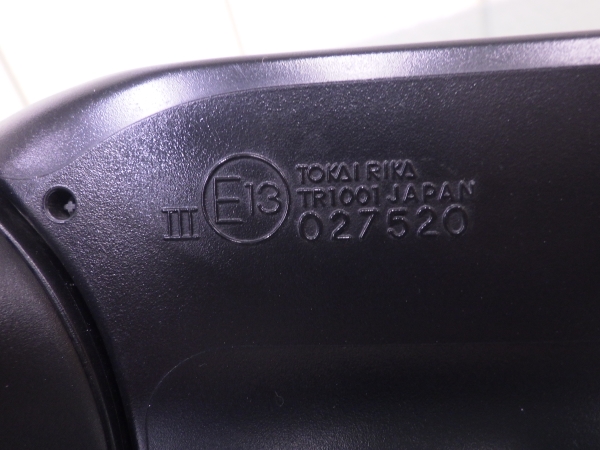 TOKAI RIKA
TR1001 JAPAN
III E13 027520